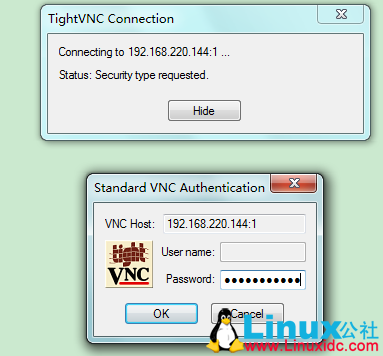 TightVNC Connection
Connecting to 192.168.220.144:1 ...
Status: Security type requested.
Hide
Standard VNC Authentication
VNC Host: 192.168.220.144:1
tight
VNC
User name:
Password: ●●●●●●●●●●●
OK
Cancel
Linux公社
www.Linuxidc.com